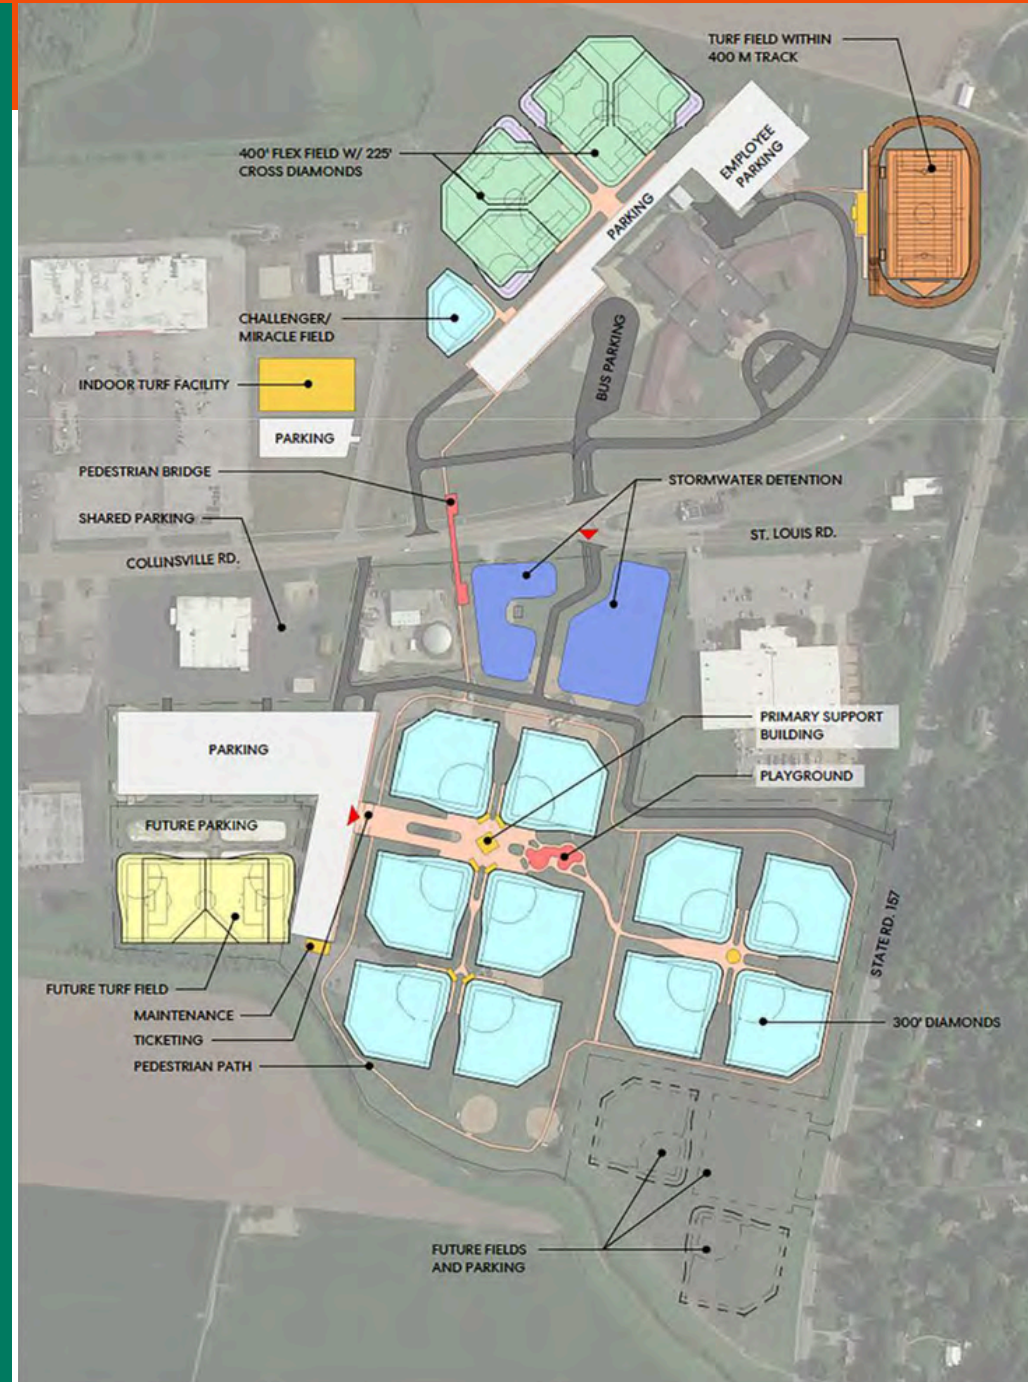 TURF FIELD WITHIN
400 M TRACK
400' FLEX FIELD W/ 225'
CROSS DIAMONDS
EMPLOYEE
PARKING
PARKING
CHALLENGER/
MIRACLE FIELD
BUS PARKING
INDOOR TURF FACILITY
PARKING
PEDESTRIAN BRIDGE
STORMWATER DETENTION
SHARED PARKING
ST. LOUIS RD.
COLLINSVILLE RD.
PRIMARY SUPPORT
BUILDING
PARKING
PLAYGROUND
FUTURE PARKING
STATE RD. 157
FUTURE TURF FIELD
MAINTENANCE
300' DIAMONDS
TICKETING
PEDESTRIAN PATH
FUTURE FIELDS
AND PARKING